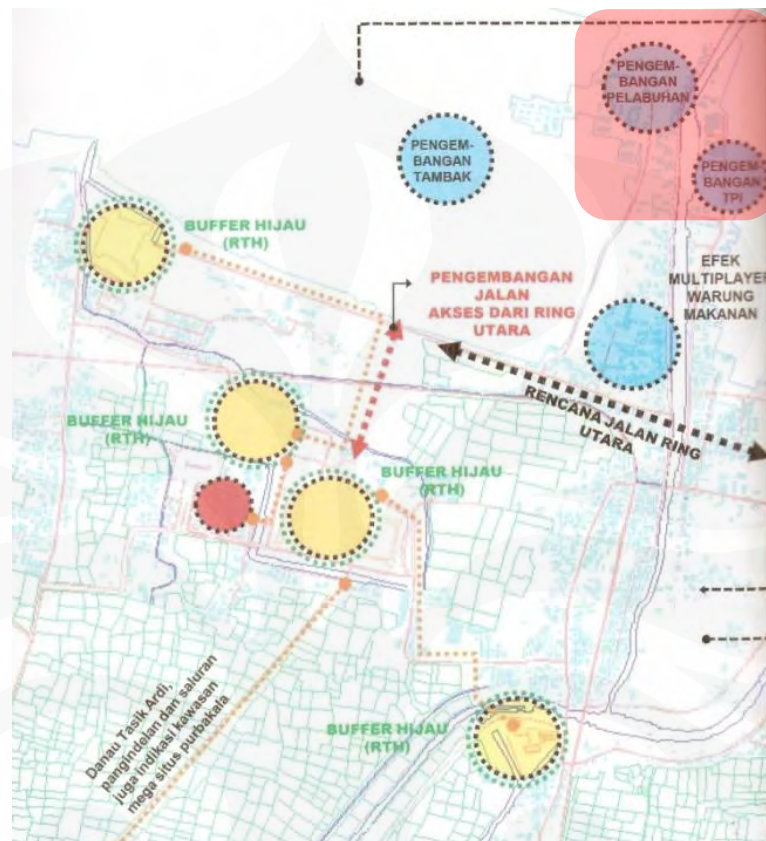 PENGEM-
BANGAN
PELABUHAN
PENGEM-
BANGAN
TAMBAK
PENGEM-
BANGAN
TPI
BUFFER HIJAU
(RTH)
PENGEMBANGAN
JALAN
AKSES DARI RING
UTARA
EFEK
MULTIPLAYER
WARUNG
MAKANAN
RENCANA JALAN RING
UTARA
BUFFER HIJAU
(RTH)
BUFFER HIJAU
(RTH)
Danau Tasik Ardi,
pangindelan dan saluran
juga indikasi kawasan
mega situs purbakala
BUFFER HIJAU
(RTH)